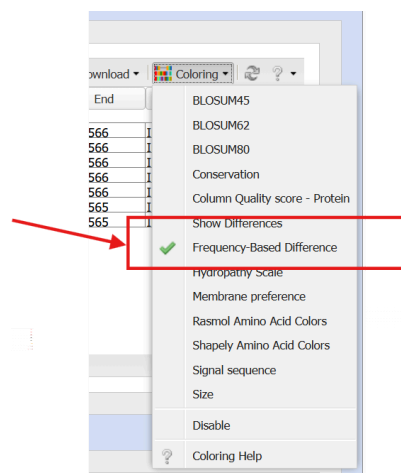 ownload Coloring ?
End
BLOSUM45
566 I
BLOSUM62
566 I
566 I
BLOSUM80
566 I
Conservation
566 I
565 I
Column Quality score - Protein
565 I
Show Differences
Frequency-Based Difference
Hydropathy Scale
Membrane preference
Rasmol Amino Acid Colors
Shapely Amino Acid Colors
Signal sequence
Size
Disable
? Coloring Help